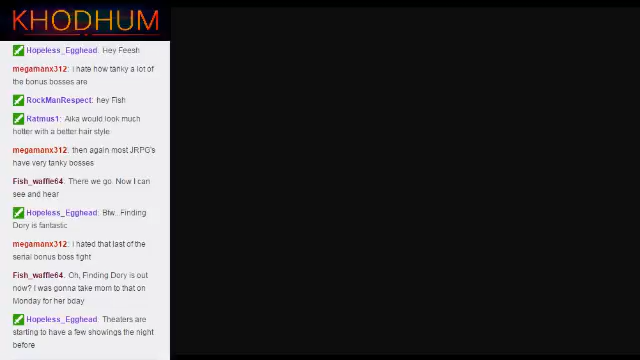 KHODHUM
Hopeless_Egghead: Hey Feesh
megamanx312: I hate how tanky a lot of
the bonus bosses are
RockManRespect: hey Fish
Ratmus1: Aika would look much
hotter with a better hair style
megamanx312: then again most JRPG's
have very tanky bosses
Fish_waffle64: There we go. Now I can
see and hear
Hopeless_Egghead: Btw.. Finding
Dory is fantastic
megamanx312: I hated that last of the
serial bonus boss fight
Fish_waffle64: Oh, Finding Dory is out
now? I was gonna take mom to that on
Monday for her bday
Hopeless_Egghead: Theaters are
starting to have a few showings the night
before